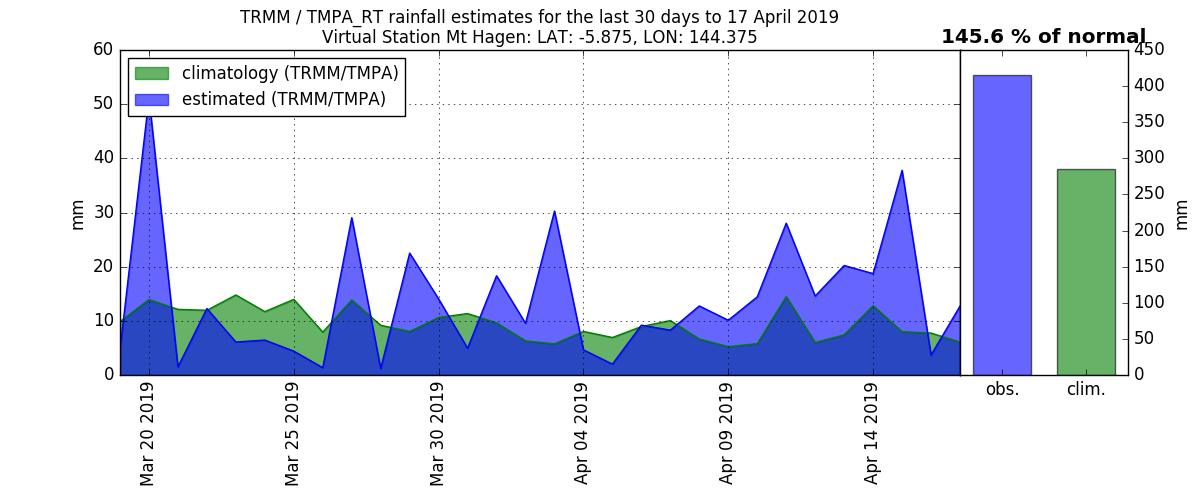 TRMM / TMPA_RT rainfall estimates for the last 30 days to 17 April 2019
Virtual Station Mt Hagen: LAT: -5.875, LON: 144.375
145.6 % of normal
climatology (TRMM/TMPA)
estimated (TRMM/TMPA)
60
50
40
30
20
10
0
mm
Mar 20 2019
Mar 25 2019
Mar 30 2019
Apr 04 2019
Apr 09 2019
Apr 14 2019
450
400
350
300
250
200
150
100
50
0
mm
obs.
clim.